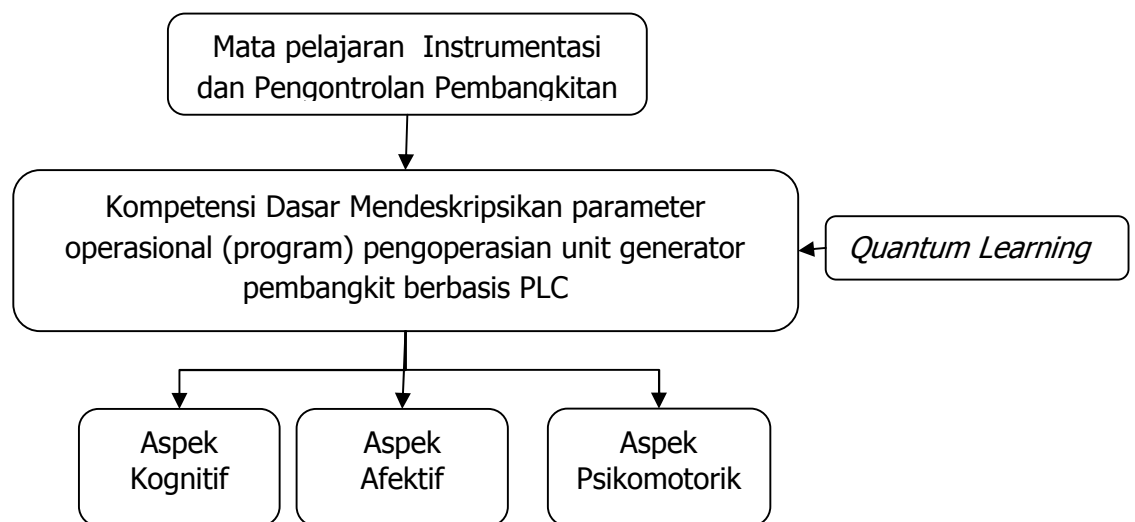 Mata pelajaran Instrumentasi
dan Pengontrolan Pembangkitan
Kompetensi Dasar Mendeskripsikan parameter
operasional (program) pengoperasian unit generator
pembangkit berbasis PLC
Quantum Learning
Aspek
Kognitif
Aspek
Afektif
Aspek
Psikomotorik